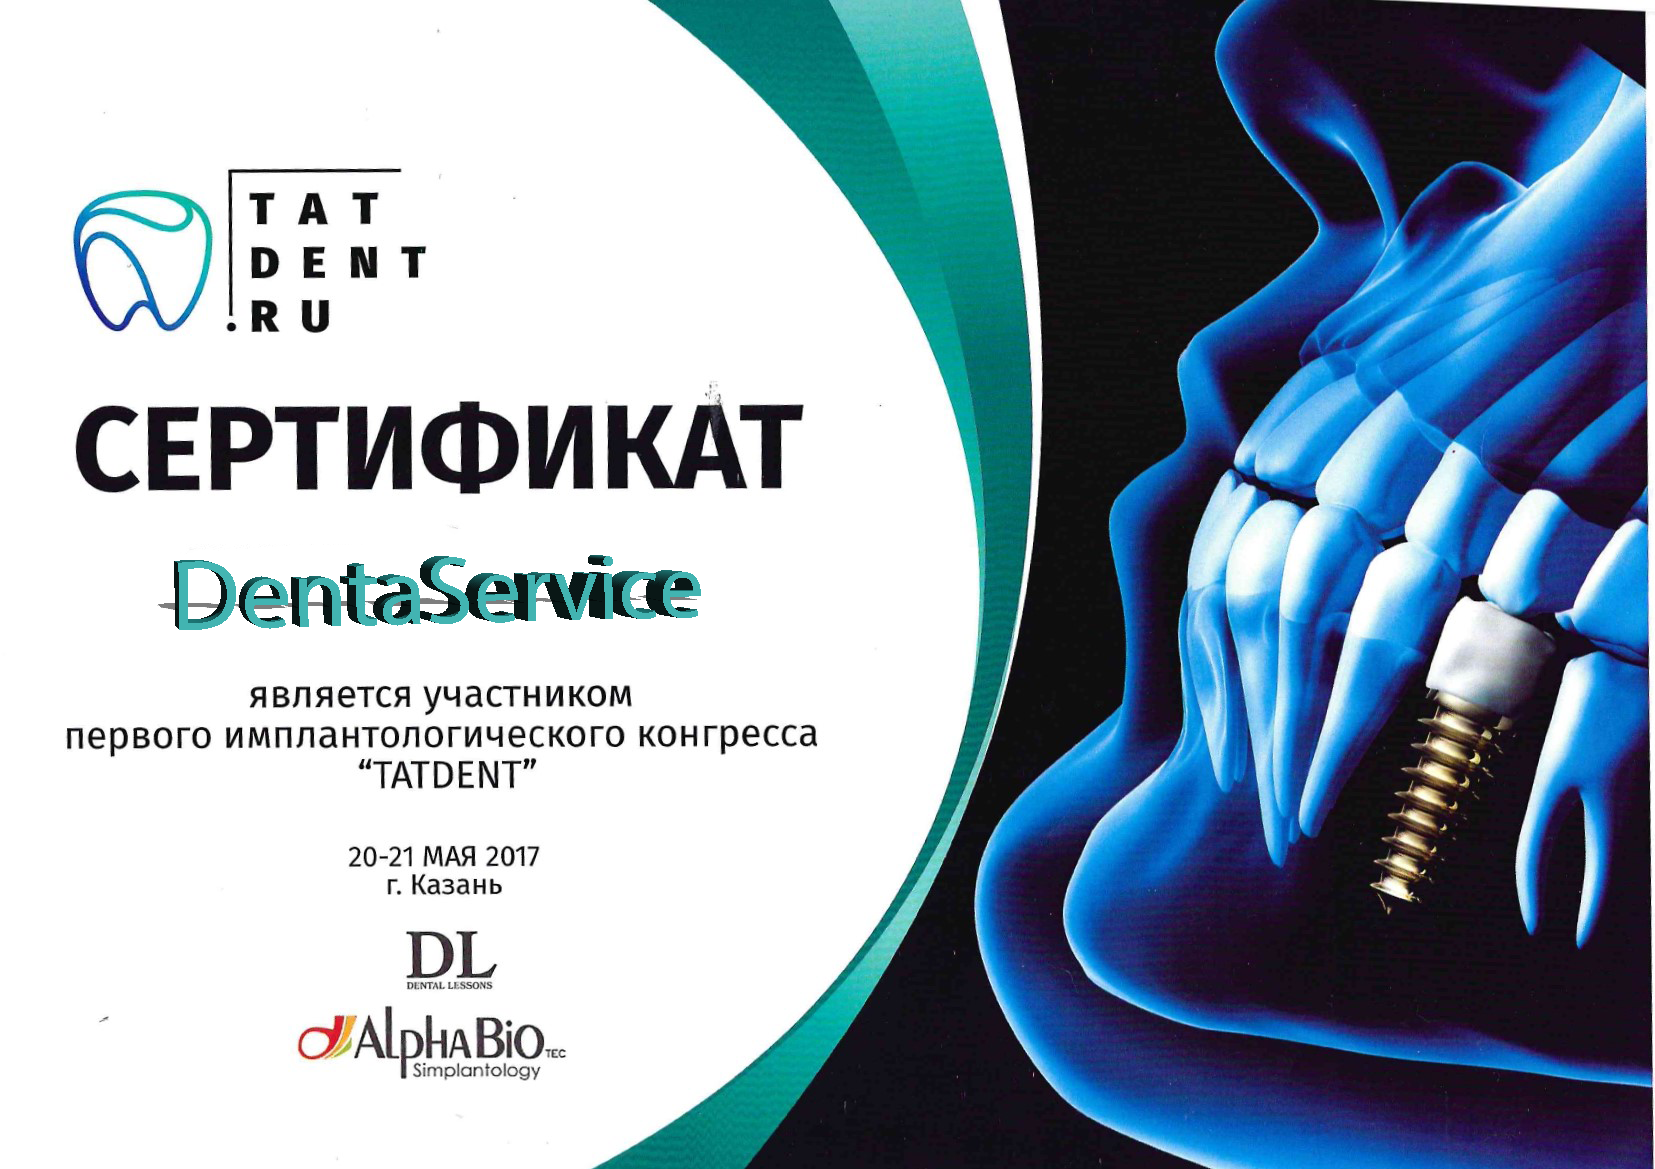 TAT
DENT
.RU
СЕРТИФИКАТ
DentaService
является участником
первого имплантологического конгресса
“TATDENT”
20-21 МАЯ 2017
г. Казань
DL
DENTAL LESSONS
AlpHABiO TEC
Simplantology